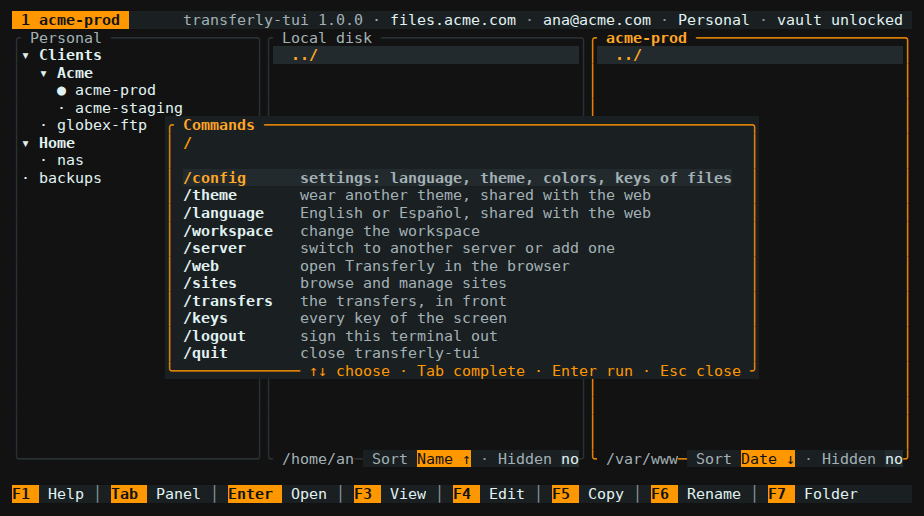 1 acme-prod transferly-tui 1.0.0 · files.acme.com · ana@acme.com · Personal · vault unlocked
Personal
▾ Clients
▾ Acme
● acme-prod
· acme-staging
· globex-ftp
▾ Home
· nas
· backups
Local disk
../
acme-prod
../
Commands
/
/config settings: language, theme, colors, keys of files
/theme wear another theme, shared with the web
/language English or Español, shared with the web
/workspace change the workspace
/server switch to another server or add one
/web open Transferly in the browser
/sites browse and manage sites
/transfers the transfers, in front
/keys every key of the screen
/logout sign this terminal out
/quit close transferly-tui
↑↓ choose · Tab complete · Enter run · Esc close
/home/an Sort Name ↑ · Hidden no
/var/www Sort Date ↓ · Hidden no
F1 Help │ Tab Panel │ Enter Open │ F3 View │ F4 Edit │ F5 Copy │ F6 Rename │ F7 Folder